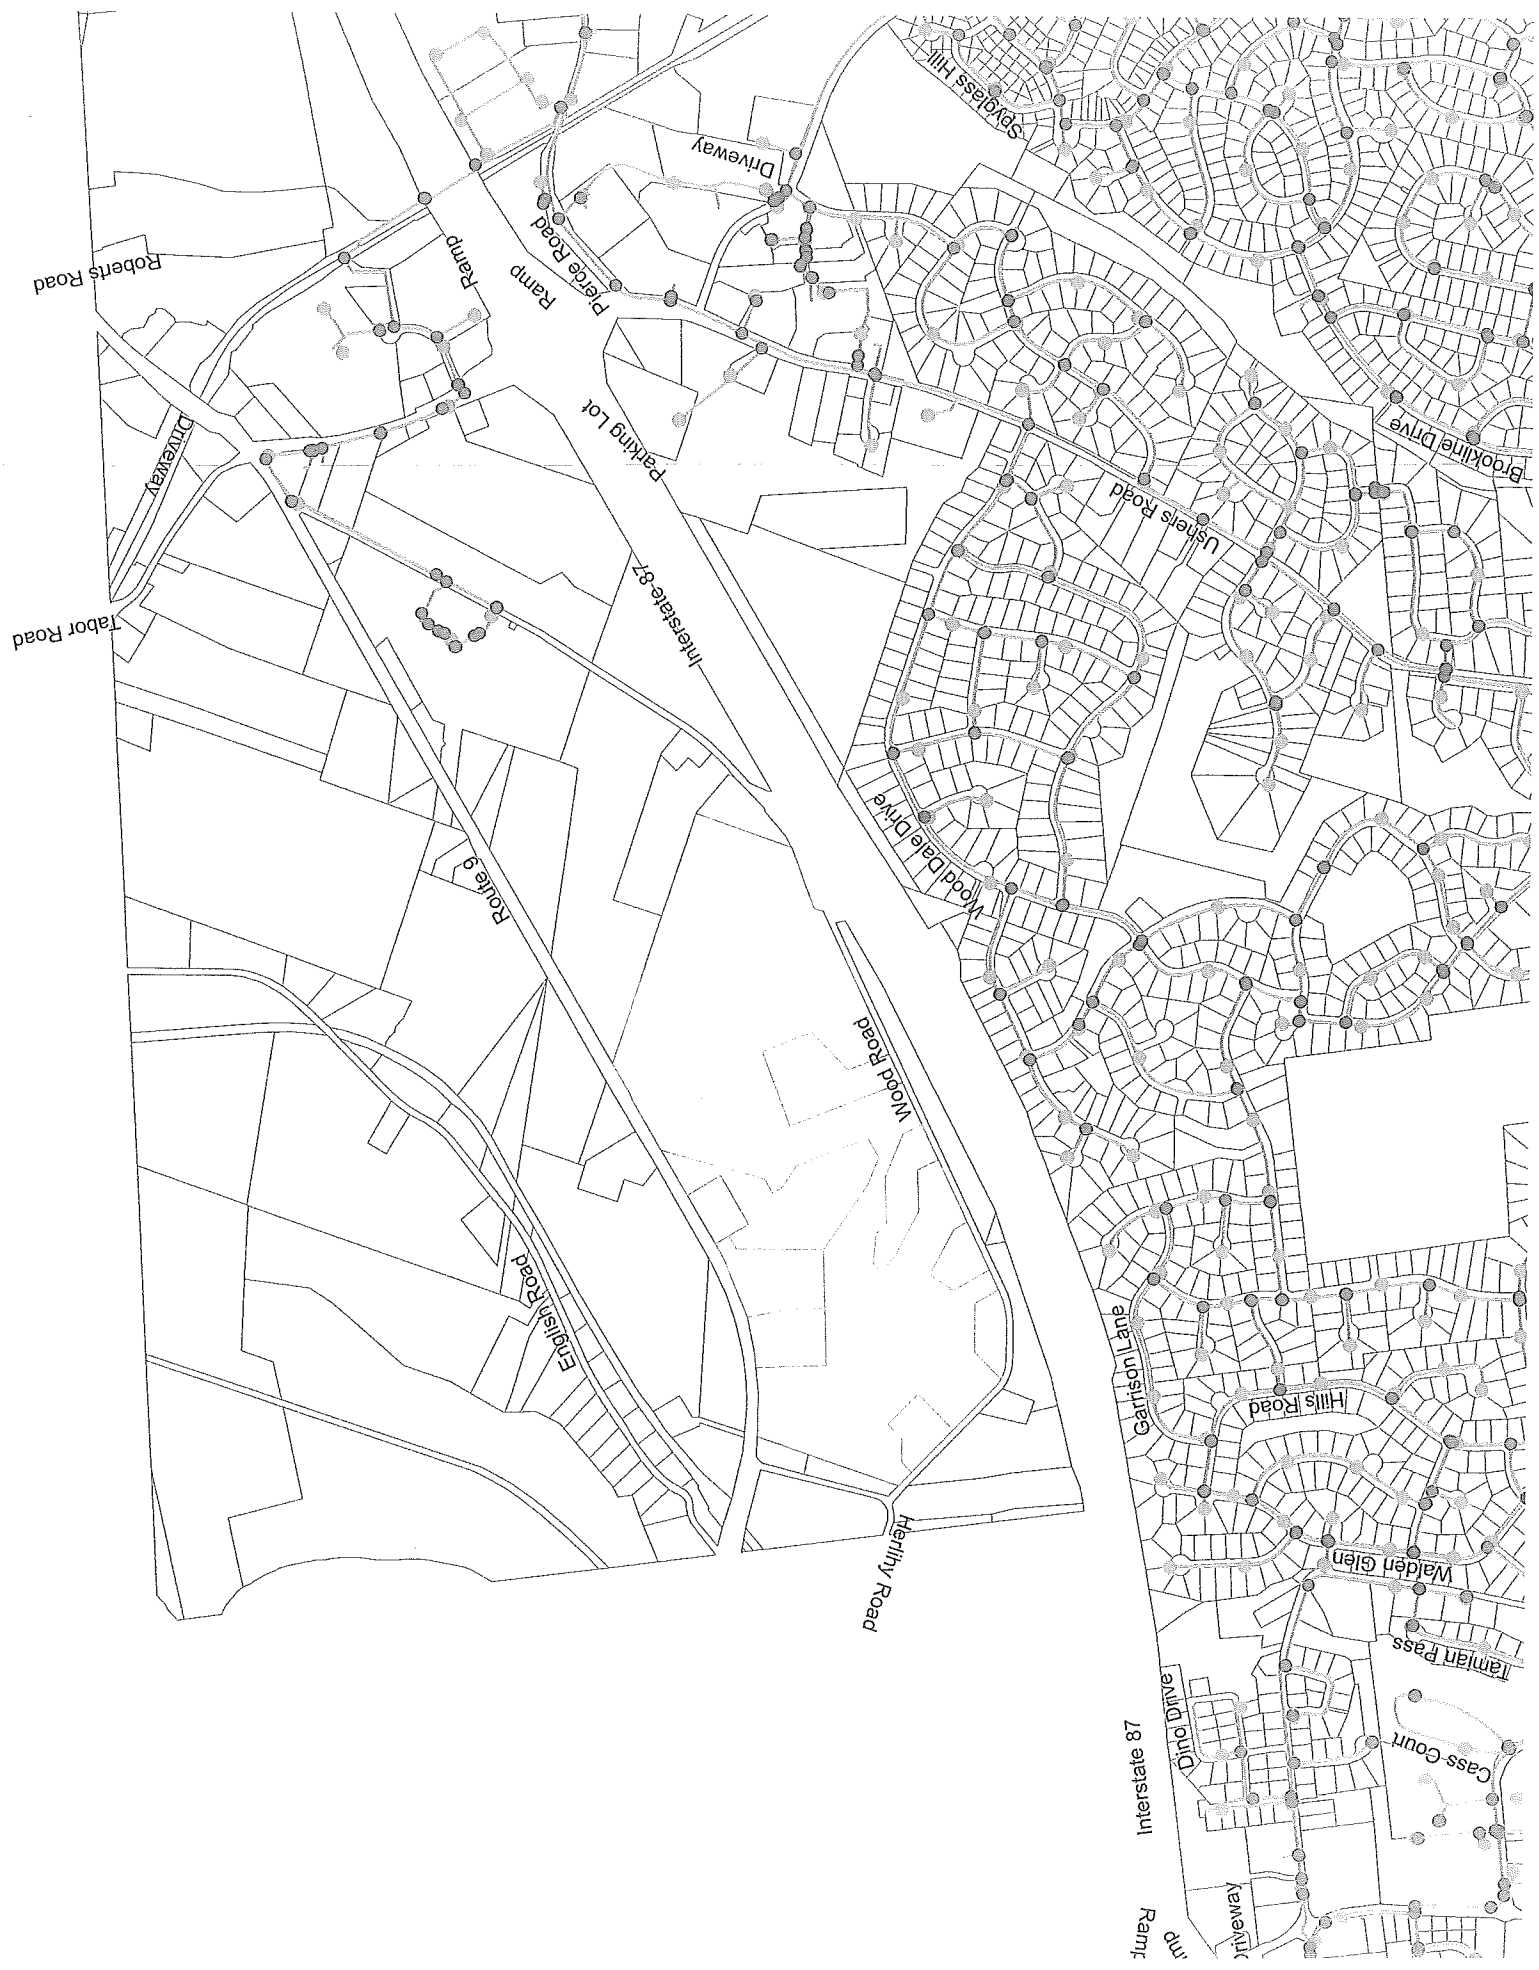 Spyglass Hill
Driveway
Roberts Road
Ramp
Pierce Road
Ramp
Parking Lot
Driveway
Brookline Drive
Ushers Road
Interstate 87
Tabor Road
Wood Dale Drive
Route 9
Wood Road
English Road
Garrison Lane
Hills Road
Herlihy Road
Walden Glen
Tamian Pass
Dino Drive
Interstate 87
Cass Court
riveway
Ramp
mp